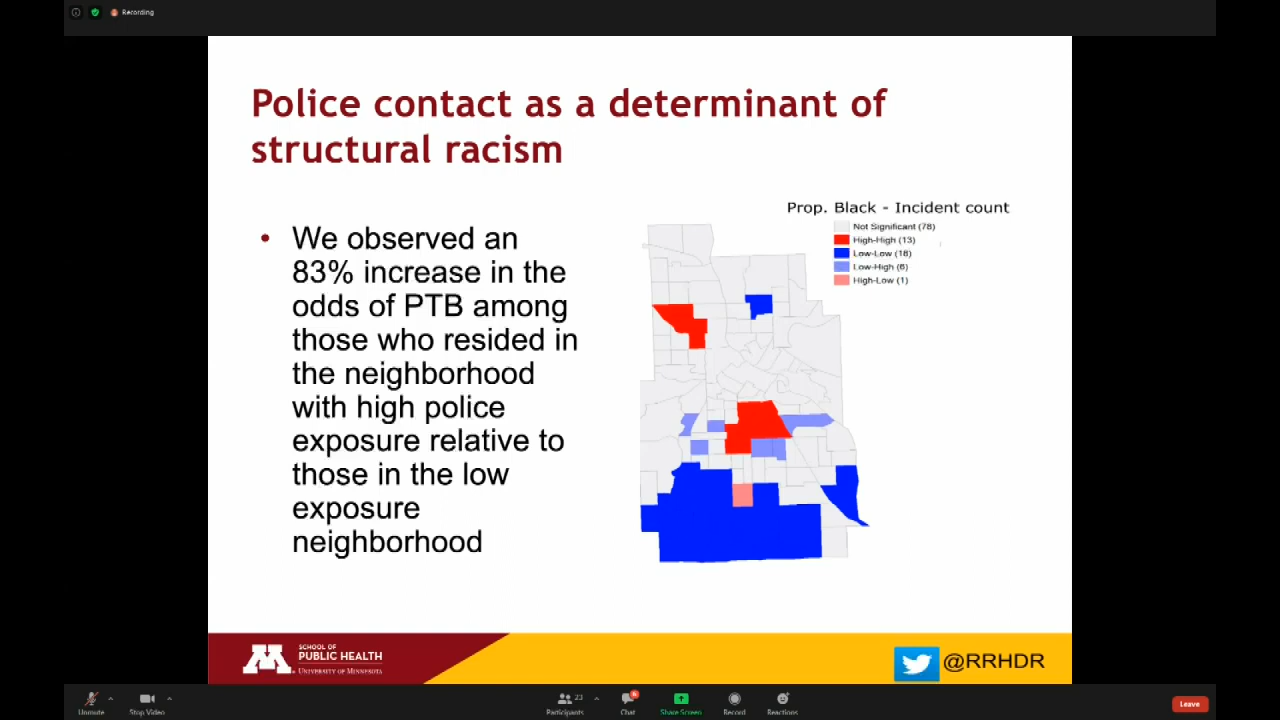 Recording
Police contact as a determinant of
structural racism
• We observed an
83% increase in the
odds of PTB among
those who resided in
the neighborhood
with high police
exposure relative to
those in the low
exposure
neighborhood
Prop. Black - Incident count
Not Significant (78)
High-High (13)
Low-Low (18)
Low-High (6)
High-Low (1)
SCHOOL OF
PUBLIC HEALTH
UNIVERSITY OF MINNESOTA
@RRHDR
Unmute
Stop Video
Participants
Chat
Share Screen
Record
Reactions
Leave